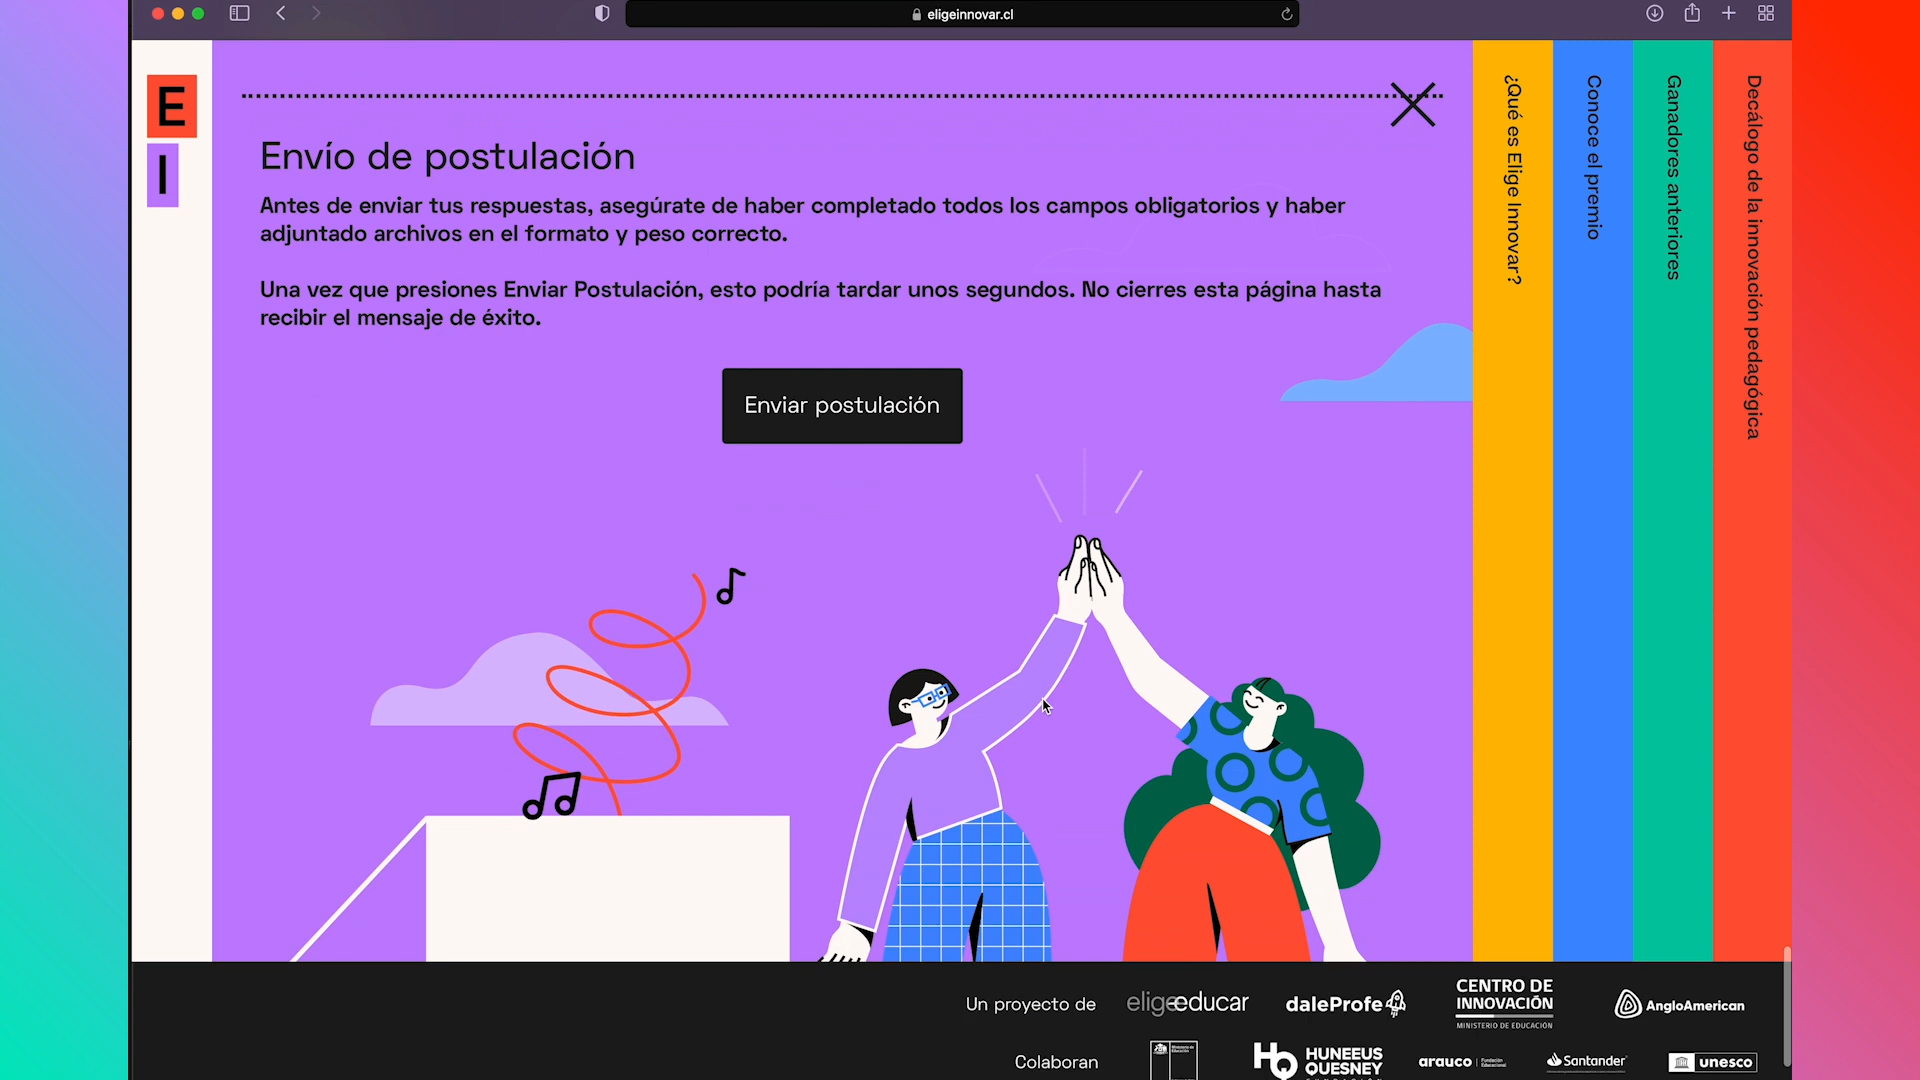 eligeinnovar.cl
E
I
Envío de postulación
Antes de enviar tus respuestas, asegúrate de haber completado todos los campos obligatorios y haber
adjuntado archivos en el formato y peso correcto.
Una vez que presiones Enviar Postulación, esto podría tardar unos segundos. No cierres esta página hasta
recibir el mensaje de éxito.
Enviar postulación
¿Qué es Elige Innovar?
Conoce el premio
Ganadores anteriores
Decálogo de la innovación pedagógica
Un proyecto de
eligeeducar
daleProfe
CENTRO DE
INNOVACIÓN
MINISTERIO DE EDUCACIÓN
AngloAmerican
Colaboran
HQ
HUNEEUS
QUESNEY
arauco
Santander
unesco